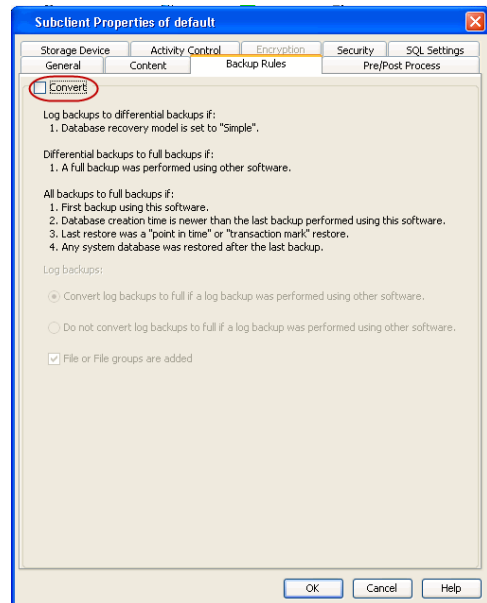 Subclient Properties of default
Storage Device Activity Control Encryption Security SQL Settings
General Content Backup Rules Pre/Post Process
Convert
Log backups to differential backups if:
1. Database recovery model is set to "Simple".
Differential backups to full backups if:
1. A full backup was performed using other software.
All backups to full backups if:
1. First backup using this software.
2. Database creation time is newer than the last backup performed using this software.
3. Last restore was a "point in time" or "transaction mark" restore.
4. Any system database was restored after the last backup.
Log backups:
Convert log backups to full if a log backup was performed using other software.
Do not convert log backups to full if a log backup was performed using other software.
File or File groups are added
OK Cancel Help